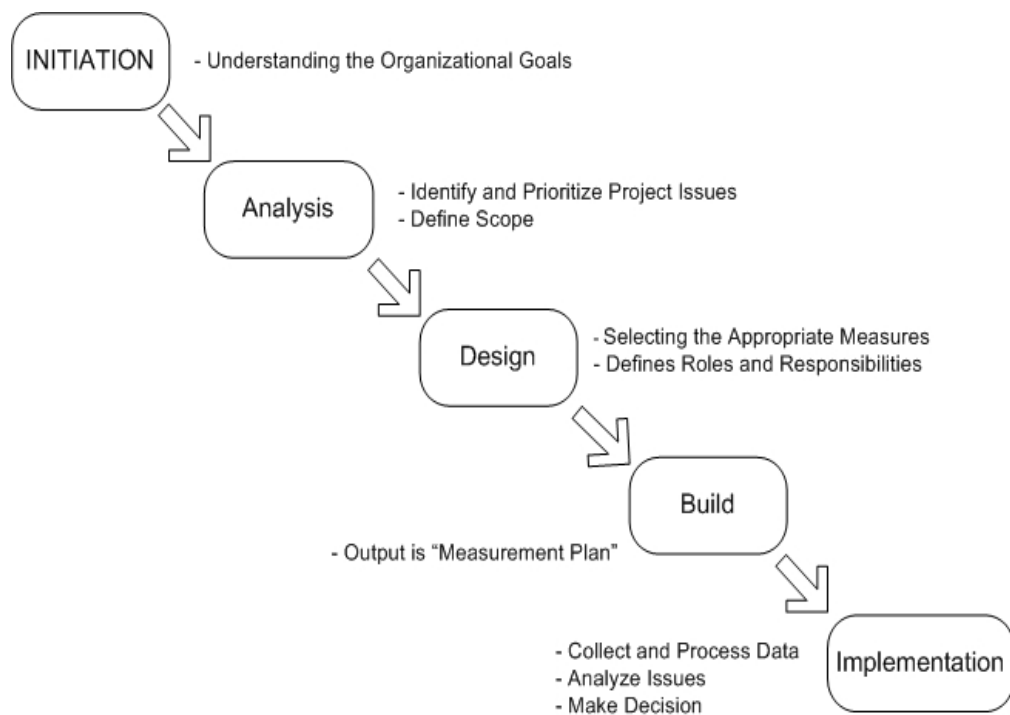 INITIATION
- Understanding the Organizational Goals
Analysis
- Identify and Prioritize Project Issues
- Define Scope
Design
- Selecting the Appropriate Measures
- Defines Roles and Responsibilities
Build
- Output is “Measurement Plan”
Implementation
- Collect and Process Data
- Analyze Issues
- Make Decision